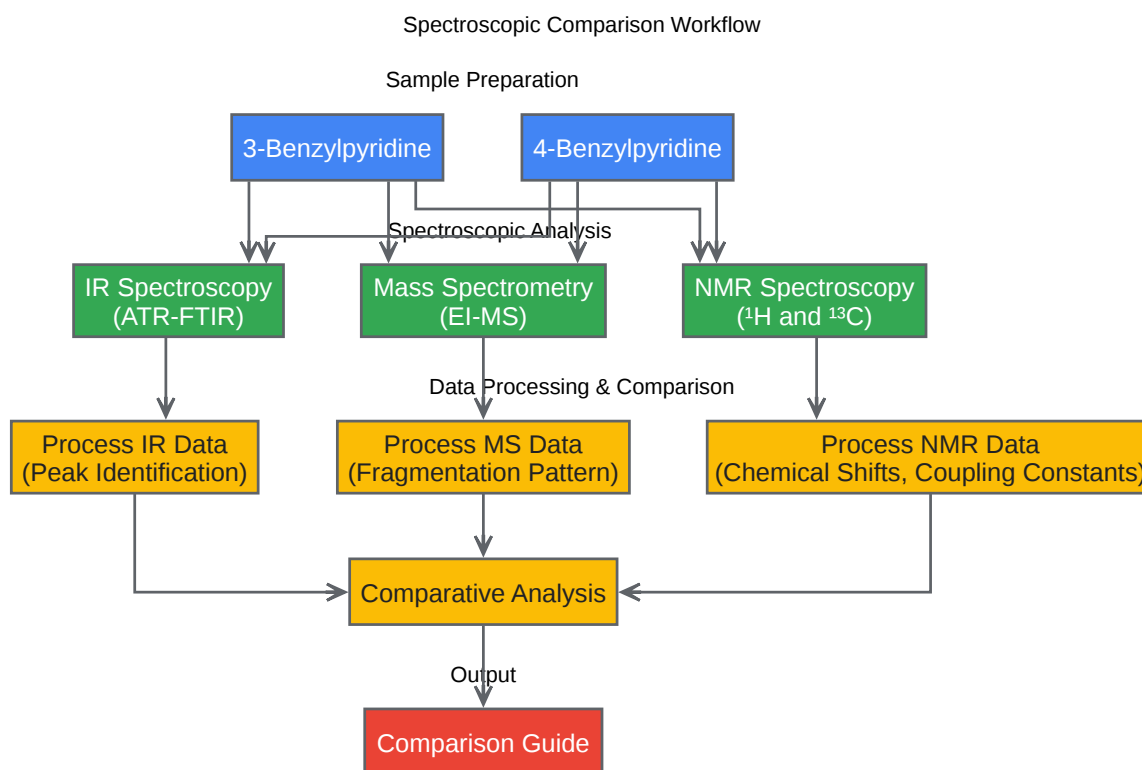 Spectroscopic Comparison Workflow
Sample Preparation
3-Benzylpyridine
4-Benzylpyridine
Spectroscopic Analysis
IR Spectroscopy
(ATR-FTIR)
Mass Spectrometry
(EI-MS)
NMR Spectroscopy
(¹H and ¹³C)
Data Processing & Comparison
Process IR Data
(Peak Identification)
Process MS Data
(Fragmentation Pattern)
Process NMR Data
(Chemical Shifts, Coupling Constants)
Comparative Analysis
Output
Comparison Guide